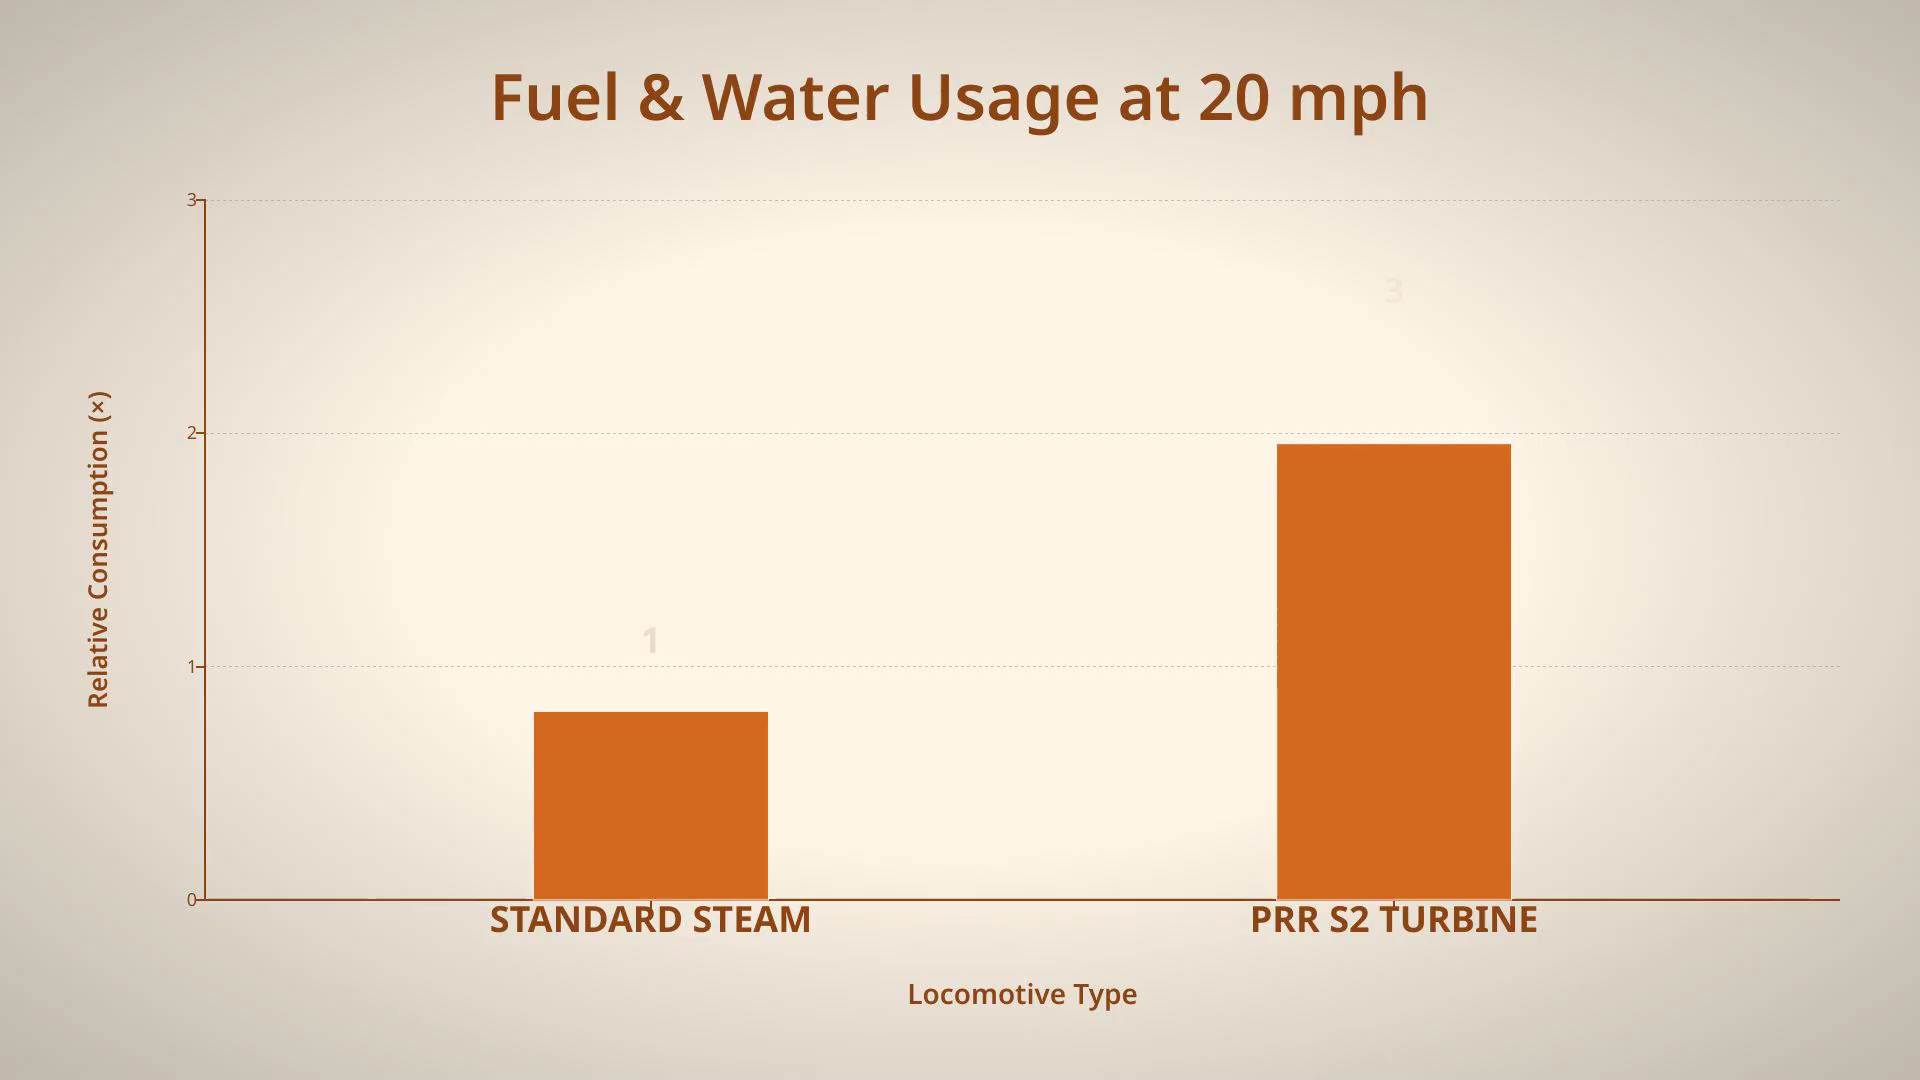 Fuel & Water Usage at 20 mph
3
3
2
Relative Consumption (×)
1
1
0
STANDARD STEAM
PRR S2 TURBINE
Locomotive Type